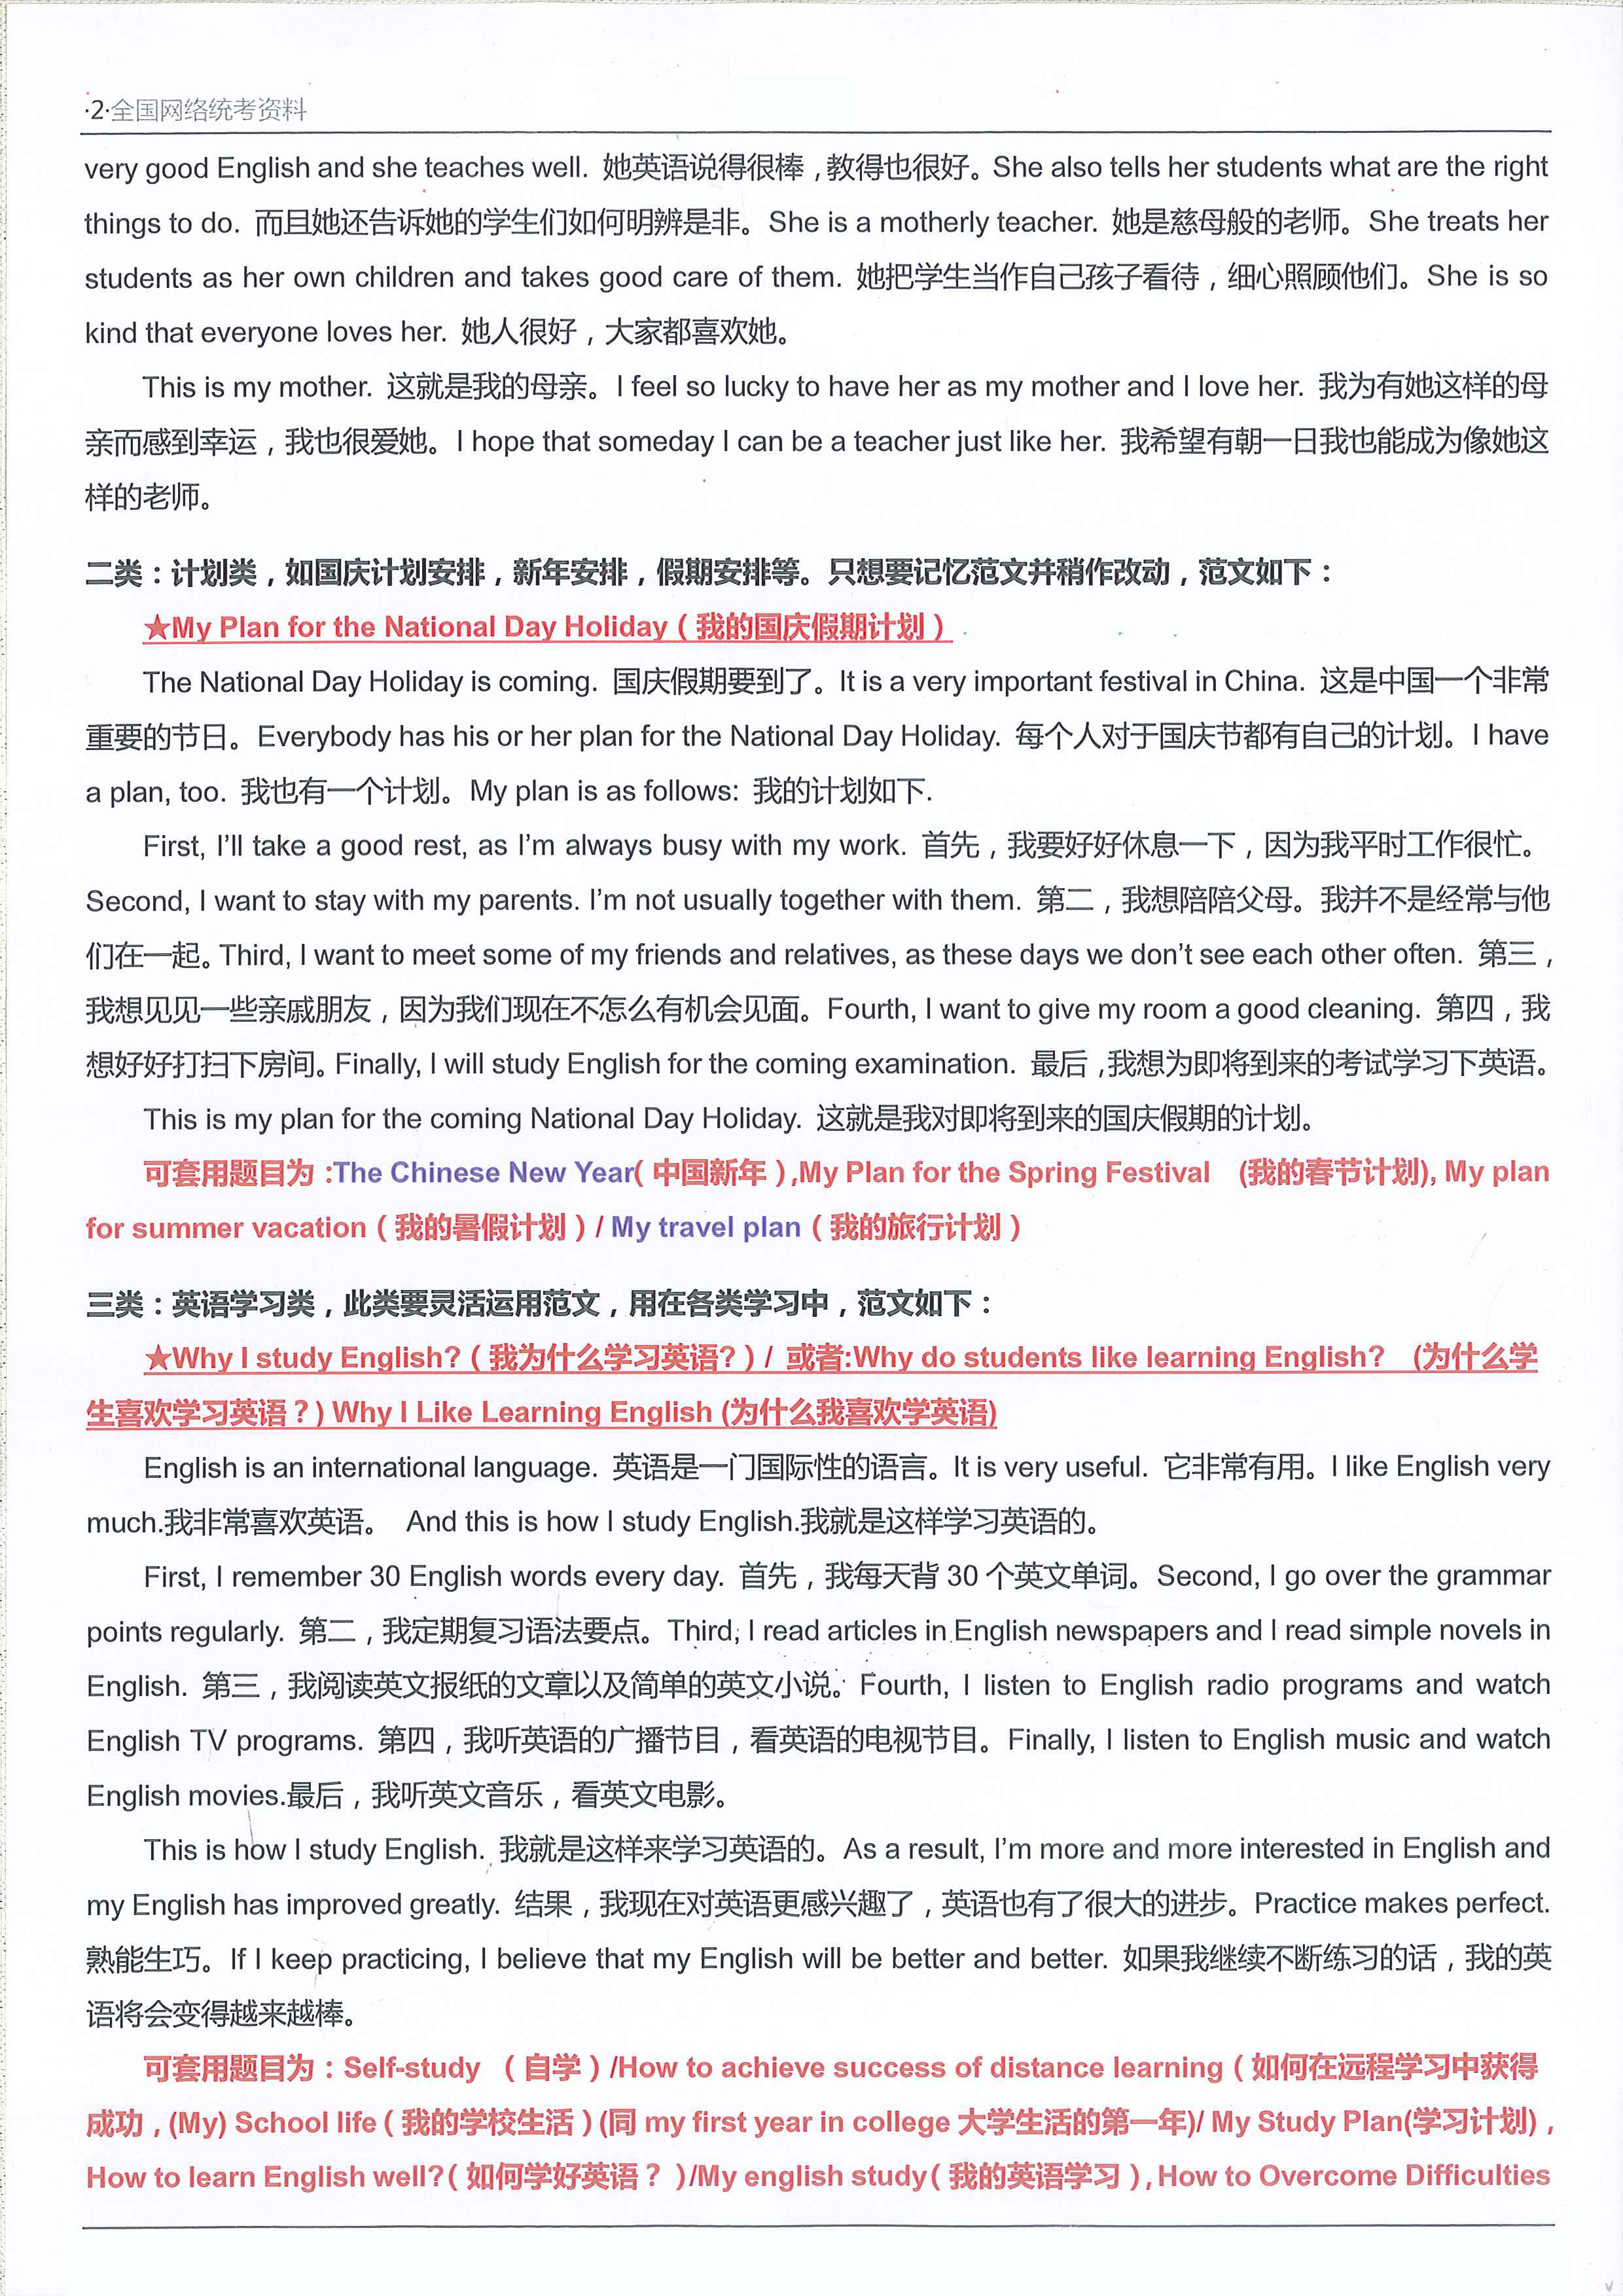 ·2·全国网络统考资料
very good English and she teaches well. 她英语说得很棒，教得也很好。She also tells her students what are the right
things to do. 而且她还告诉她的学生们如何明辨是非。She is a motherly teacher. 她是慈母般的老师。She treats her
students as her own children and takes good care of them. 她把学生当作自己孩子看待，细心照顾他们。She is so
kind that everyone loves her. 她人很好，大家都喜欢她。
This is my mother. 这就是我的母亲。I feel so lucky to have her as my mother and I love her. 我为有她这样的母
亲而感到幸运，我也很爱她。I hope that someday I can be a teacher just like her. 我希望有朝一日我也能成为像她这
样的老师。
二类：计划类，如国庆计划安排，新年安排，假期安排等。只想要记忆范文并稍作改动，范文如下：
★My Plan for the National Day Holiday（我的国庆假期计划）
The National Day Holiday is coming. 国庆假期要到了。It is a very important festival in China. 这是中国一个非常
重要的节日。Everybody has his or her plan for the National Day Holiday. 每个人对于国庆节都有自己的计划。I have
a plan, too. 我也有一个计划。My plan is as follows: 我的计划如下.
First, I’ll take a good rest, as I’m always busy with my work. 首先，我要好好休息一下，因为我平时工作很忙。
Second, I want to stay with my parents. I’m not usually together with them. 第二，我想陪陪父母。我并不是经常与他
们在一起。Third, I want to meet some of my friends and relatives, as these days we don’t see each other often. 第三，
我想见见一些亲戚朋友，因为我们现在不怎么有机会见面。Fourth, I want to give my room a good cleaning. 第四，我
想好好打扫下房间。Finally, I will study English for the coming examination. 最后，我想为即将到来的考试学习下英语。
This is my plan for the coming National Day Holiday. 这就是我对即将到来的国庆假期的计划。
可套用题目为:The Chinese New Year(中国新年),My Plan for the Spring Festival (我的春节计划), My plan
for summer vacation（我的暑假计划）/ My travel plan（我的旅行计划）
三类：英语学习类，此类要灵活运用范文，用在各类学习中，范文如下：
★Why I study English?（我为什么学习英语?）/ 或者:Why do students like learning English? (为什么学
生喜欢学习英语？) Why I Like Learning English (为什么我喜欢学英语)
English is an international language. 英语是一门国际性的语言。It is very useful. 它非常有用。I like English very
much.我非常喜欢英语。 And this is how I study English.我就是这样学习英语的。
First, I remember 30 English words every day. 首先，我每天背 30 个英文单词。Second, I go over the grammar
points regularly. 第二，我定期复习语法要点。Third, I read articles in English newspapers and I read simple novels in
English. 第三，我阅读英文报纸的文章以及简单的英文小说。Fourth, I listen to English radio programs and watch
English TV programs. 第四，我听英语的广播节目，看英语的电视节目。Finally, I listen to English music and watch
English movies.最后，我听英文音乐，看英文电影。
This is how I study English. 我就是这样来学习英语的。As a result, I’m more and more interested in English and
my English has improved greatly. 结果，我现在对英语更感兴趣了，英语也有了很大的进步。Practice makes perfect.
熟能生巧。If I keep practicing, I believe that my English will be better and better. 如果我继续不断练习的话，我的英
语将会变得越来越棒。
可套用题目为：Self-study （自学）/How to achieve success of distance learning（如何在远程学习中获得
成功，(My) School life（我的学校生活）(同 my first year in college 大学生活的第一年)/ My Study Plan(学习计划)，
How to learn English well?（如何学好英语？）/My english study（我的英语学习）, How to Overcome Difficulties